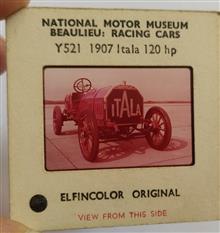 NATIONAL MOTOR MUSEUM
BEAULIEU: RACING CARS
Y521 1907 Itala 120 hp
ITALA
ELFINCOLOR ORIGINAL
VIEW FROM THIS SIDE